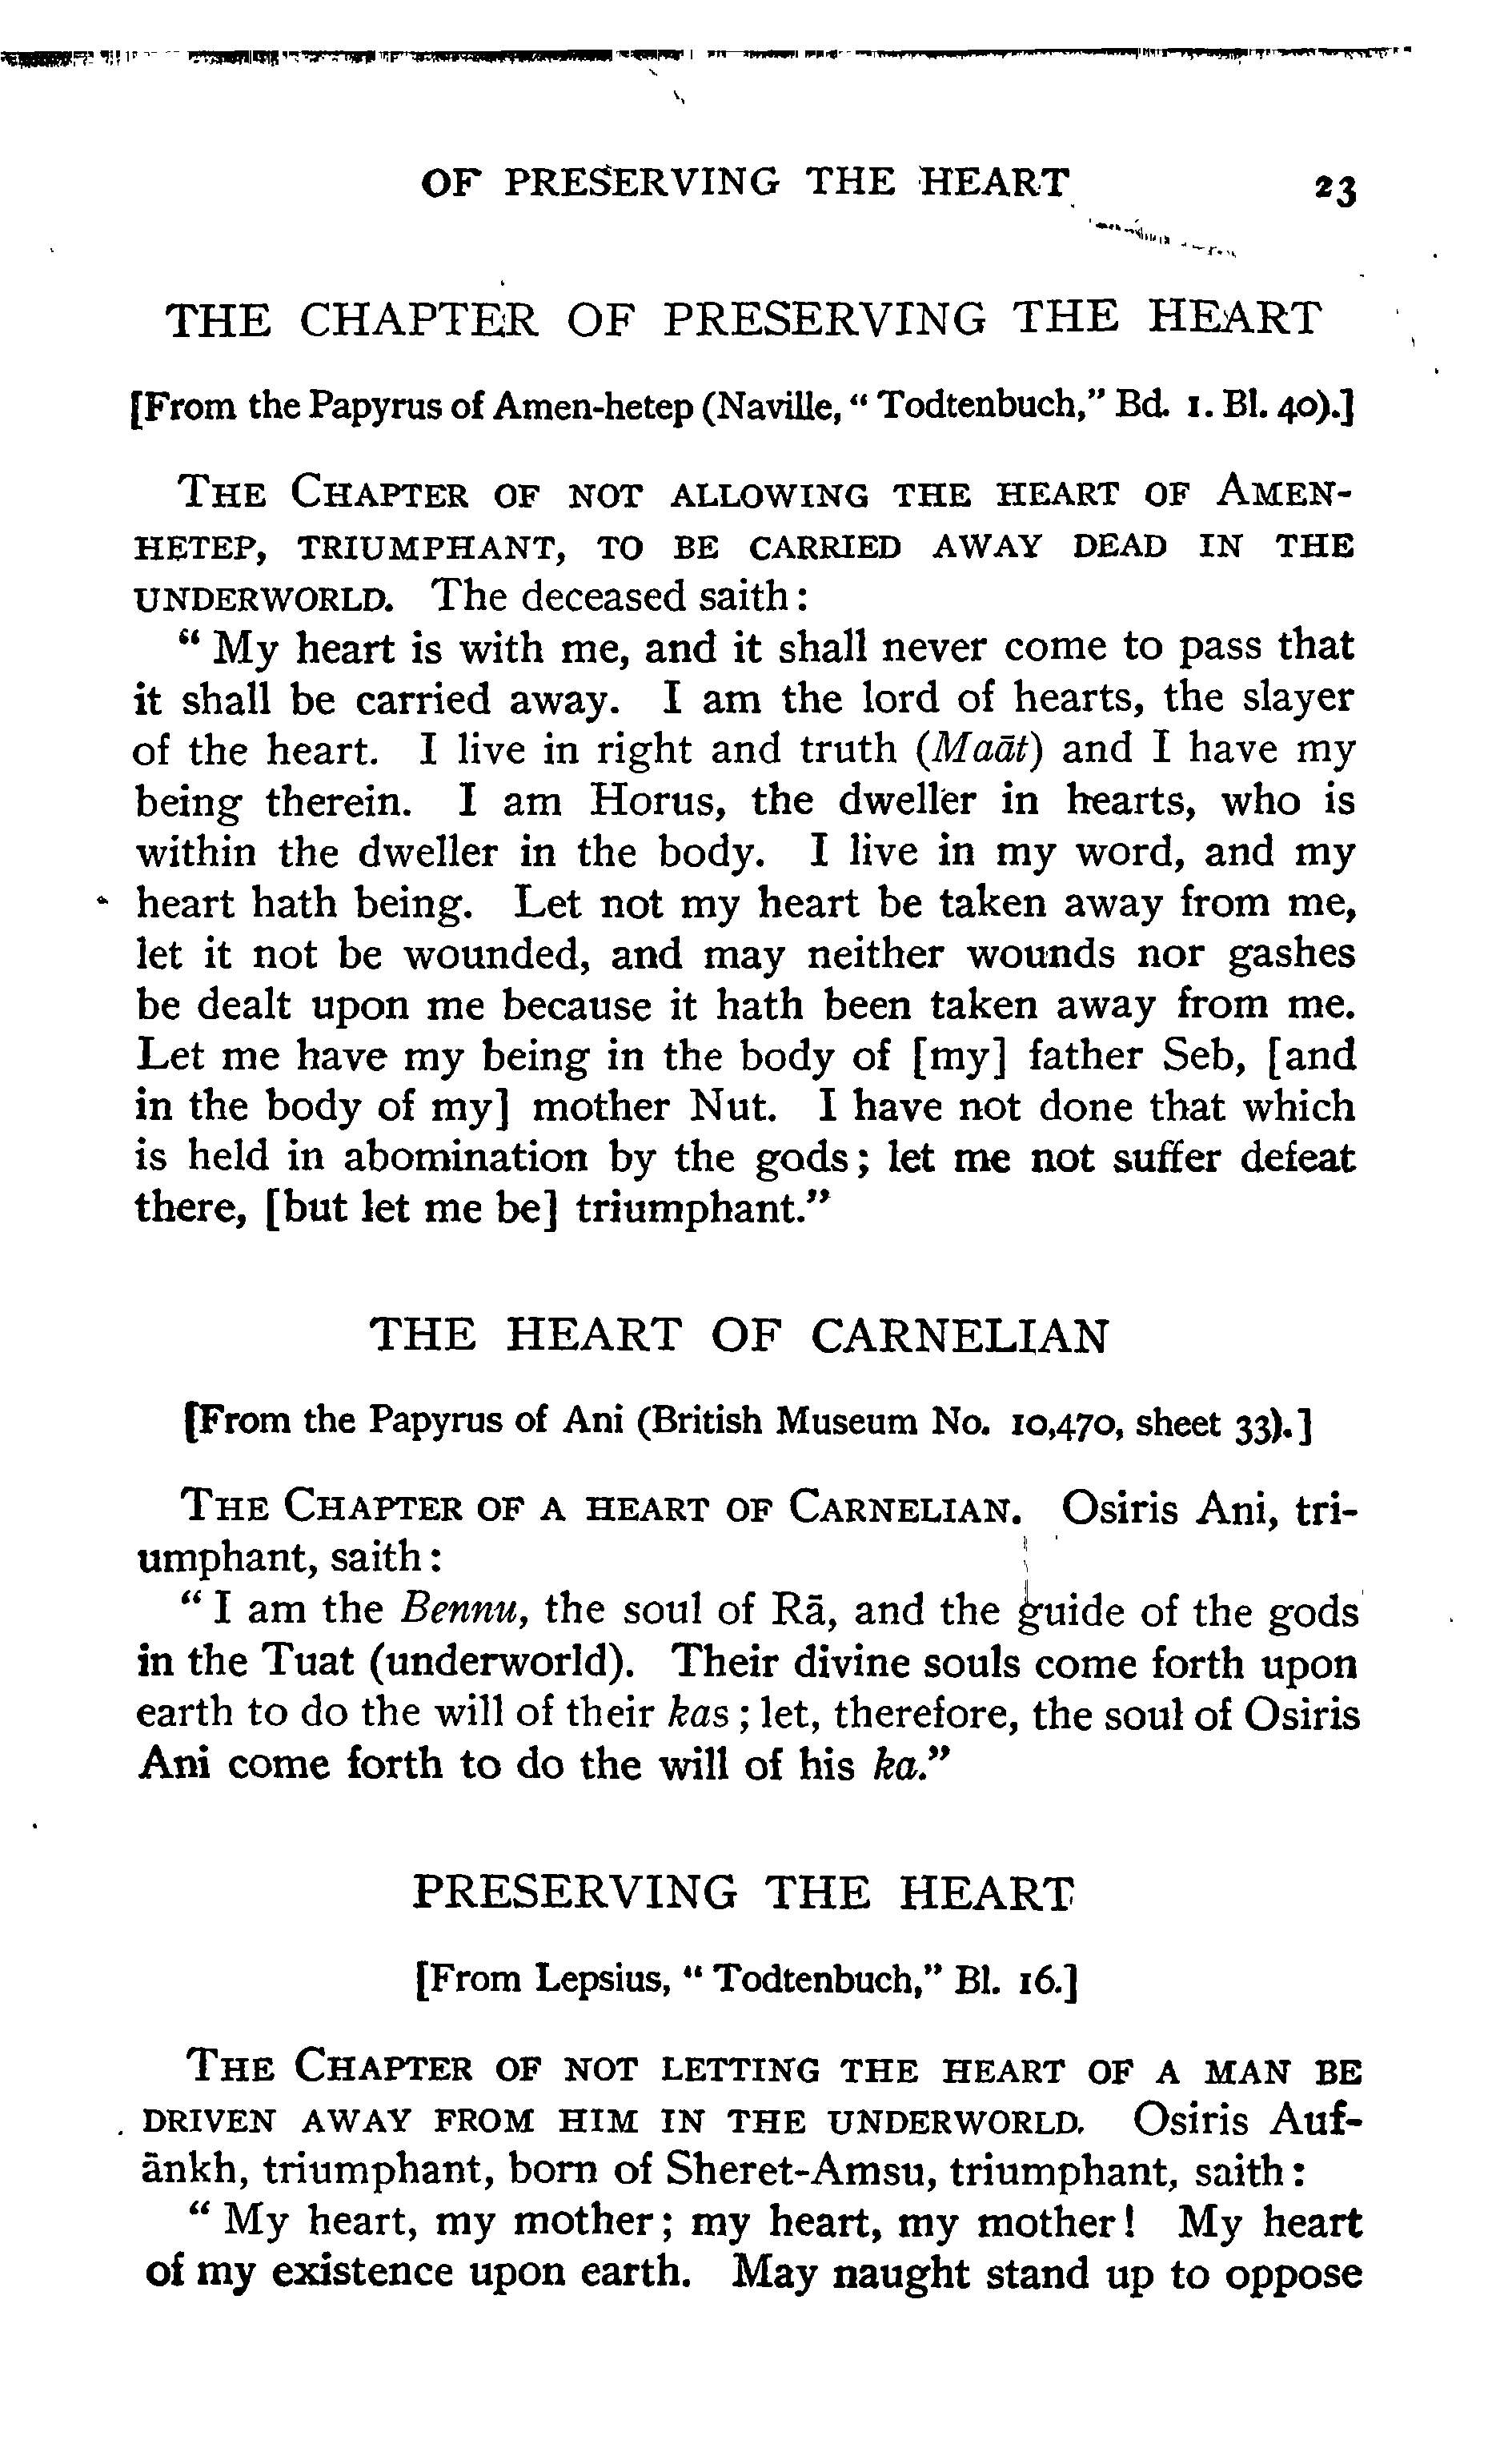 OF PRESERVING THE HEART 23
THE CHAPTER OF PRESERVING THE HEART
[From the Papyrus of Amen-hetep (Naville, “ Todtenbuch,” Bd. I. Bl. 40).]
THE CHAPTER OF NOT ALLOWING THE HEART OF AMEN-
HETEP, TRIUMPHANT, TO BE CARRIED AWAY DEAD IN THE
UNDERWORLD. The deceased saith :
“ My heart is with me, and it shall never come to pass that
it shall be carried away. I am the lord of hearts, the slayer
of the heart. I live in right and truth (Maāt) and I have my
being therein. I am Horus, the dweller in hearts, who is
within the dweller in the body. I live in my word, and my
heart hath being. Let not my heart be taken away from me,
let it not be wounded, and may neither wounds nor gashes
be dealt upon me because it hath been taken away from me.
Let me have my being in the body of [my] father Seb, [and
in the body of my] mother Nut. I have not done that which
is held in abomination by the gods ; let me not suffer defeat
there, [but let me be] triumphant.”
THE HEART OF CARNELIAN
[From the Papyrus of Ani (British Museum No. 10,470, sheet 33).]
THE CHAPTER OF A HEART OF CARNELIAN. Osiris Ani, tri-
umphant, saith :
“ I am the Bennu, the soul of Rā, and the guide of the gods
in the Tuat (underworld). Their divine souls come forth upon
earth to do the will of their kas ; let, therefore, the soul of Osiris
Ani come forth to do the will of his ka.”
PRESERVING THE HEART
[From Lepsius, “ Todtenbuch,” Bl. 16.]
THE CHAPTER OF NOT LETTING THE HEART OF A MAN BE
DRIVEN AWAY FROM HIM IN THE UNDERWORLD. Osiris Auf-
ānkh, triumphant, born of Sheret-Amsu, triumphant, saith :
“ My heart, my mother ; my heart, my mother ! My heart
of my existence upon earth. May naught stand up to oppose